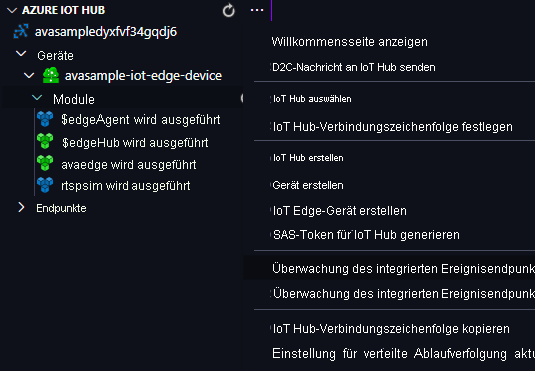 AZURE IOT HUB
avasampledyxfvf34gqdj6
Geräte
avasample-iot-edge-device
Module
$edgeAgent wird ausgeführt
$edgeHub wird ausgeführt
avaedge wird ausgeführt
rtspsim wird ausgeführt
Endpunkte
Willkommensseite anzeigen
D2C-Nachricht an IoT Hub senden
IoT Hub auswählen
IoT Hub-Verbindungszeichenfolge festlegen
IoT Hub erstellen
Gerät erstellen
IoT Edge-Gerät erstellen
SAS-Token für IoT Hub generieren
Überwachung des integrierten Ereignisendpunk
Überwachung des integrierten Ereignisendpunk
IoT Hub-Verbindungszeichenfolge kopieren
Einstellung für verteilte Ablaufverfolgung aktu